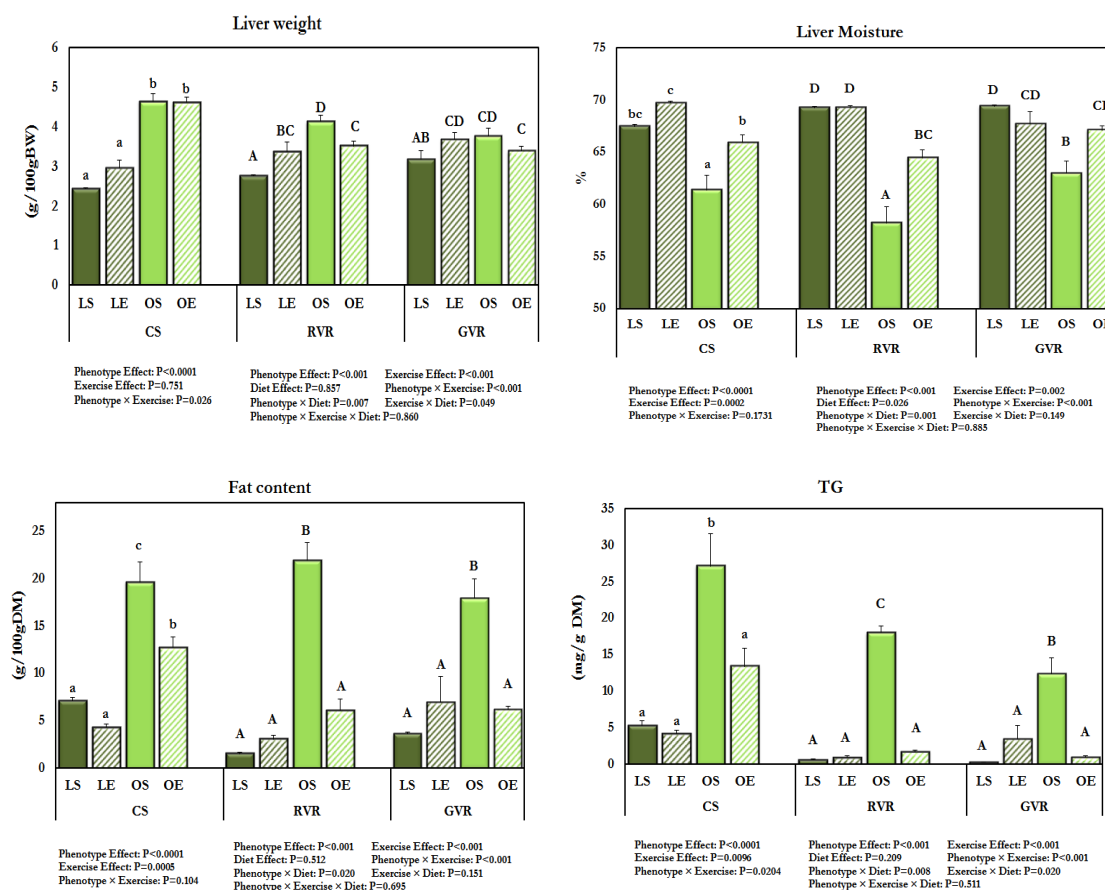 Liver weight
(g/100gBW)
6
5
4
3
2
1
0
a
a
b
b
A
BC
D
C
AB
CD
CD
C
LS LE OS OE LS LE OS OE LS LE OS OE
CS RVR GVR
Phenotype Effect: P<0.0001
Exercise Effect: P=0.751
Phenotype × Exercise: P=0.026
Phenotype Effect: P<0.001 Exercise Effect: P<0.001
Diet Effect: P=0.857 Phenotype × Exercise: P<0.001
Phenotype × Diet: P=0.007 Exercise × Diet: P=0.049
Phenotype × Exercise × Diet: P=0.860
Liver Moisture
%
75
70
65
60
55
50
bc
c
a
b
D
D
A
BC
D
CD
B
LS LE OS OE LS LE OS OE LS LE OS
CS RVR GVR
Phenotype Effect: P<0.0001
Exercise Effect: P=0.0002
Phenotype × Exercise: P=0.1731
Phenotype Effect: P<0.001 Exercise Effect: P=0.002
Diet Effect: P=0.026 Phenotype × Exercise: P<0.001
Phenotype × Diet: P=0.001 Exercise × Diet: P=0.149
Phenotype × Exercise × Diet: P=0.885
Fat content
(g/100gDM)
25
20
15
10
5
0
a
a
c
b
A
A
B
A
A
A
B
A
LS LE OS OE LS LE OS OE LS LE OS OE
CS RVR GVR
Phenotype Effect: P<0.0001
Exercise Effect: P=0.0005
Phenotype × Exercise: P=0.104
Phenotype Effect: P<0.001 Exercise Effect: P<0.001
Diet Effect: P=0.512 Phenotype × Exercise: P<0.001
Phenotype × Diet: P=0.020 Exercise × Diet: P=0.151
Phenotype × Exercise × Diet: P=0.695
TG
(mg/g DM)
35
30
25
20
15
10
5
0
a
a
b
a
A
A
C
A
A
A
B
A
LS LE OS OE LS LE OS OE LS LE OS OE
CS RVR GVR
Phenotype Effect: P<0.0001
Exercise Effect: P=0.0096
Phenotype × Exercise: P=0.0204
Phenotype Effect: P<0.001 Exercise Effect: P<0.001
Diet Effect: P=0.209 Phenotype × Exercise: P<0.001
Phenotype × Diet: P=0.008 Exercise × Diet: P=0.020
Phenotype × Exercise × Diet: P=0.511